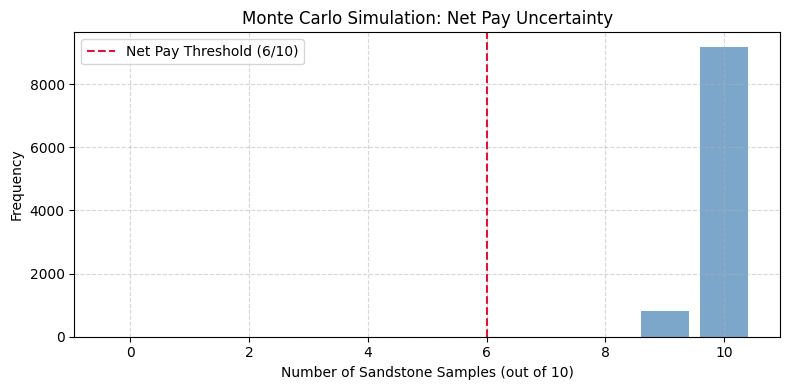 Monte Carlo Simulation: Net Pay Uncertainty
Net Pay Threshold (6/10)
Frequency
8000
6000
4000
2000
0
0 2 4 6 8 10
Number of Sandstone Samples (out of 10)